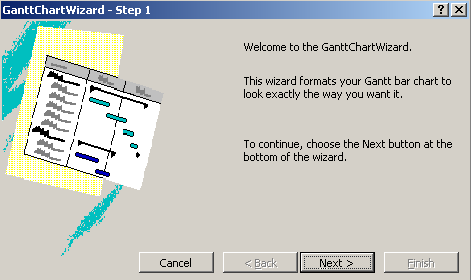 GanttChartWizard - Step 1
Welcome to the GanttChartWizard.
This wizard formats your Gantt bar chart to
look exactly the way you want it.
To continue, choose the Next button at the
bottom of the wizard.
Cancel
< Back
Next >
Finish